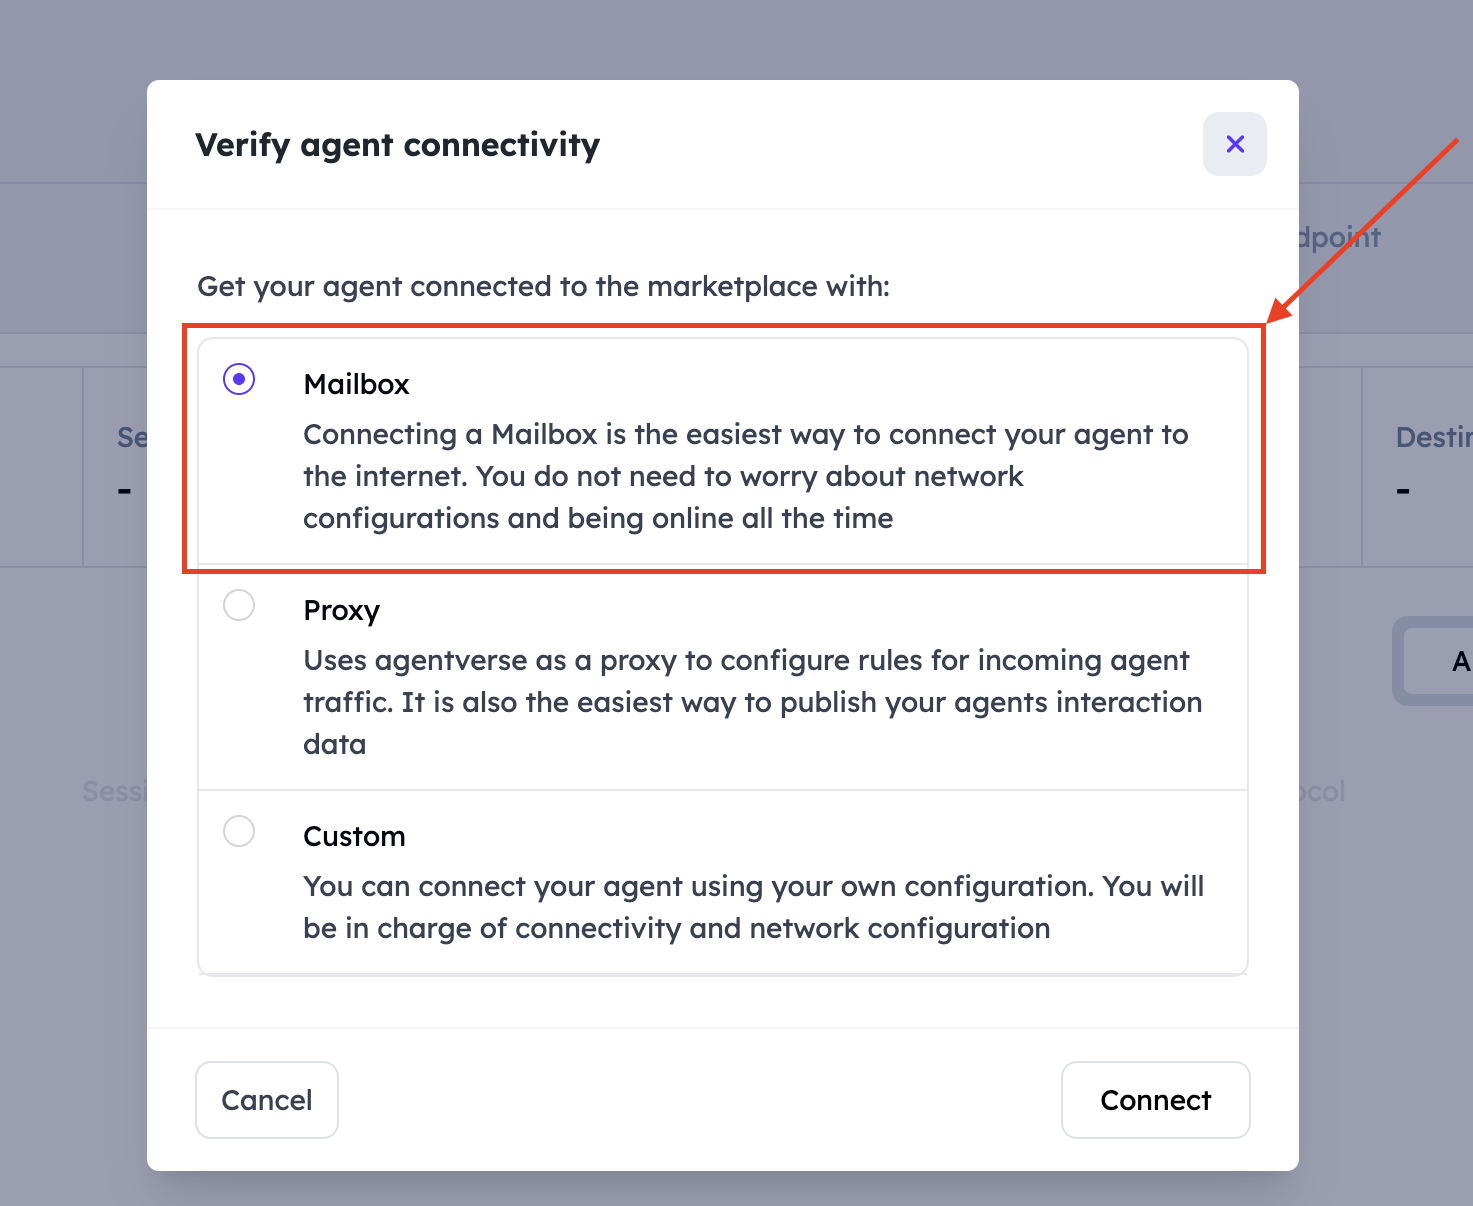 Verify agent connectivity
Get your agent connected to the marketplace with:
Mailbox
Connecting a Mailbox is the easiest way to connect your agent to
the internet. You do not need to worry about network
configurations and being online all the time
Proxy
Uses agentverse as a proxy to configure rules for incoming agent
traffic. It is also the easiest way to publish your agents interaction
data
Custom
You can connect your agent using your own configuration. You will
be in charge of connectivity and network configuration
Cancel
Connect
dpoint
Se
-
Destin
-
A
Sessi
ocol